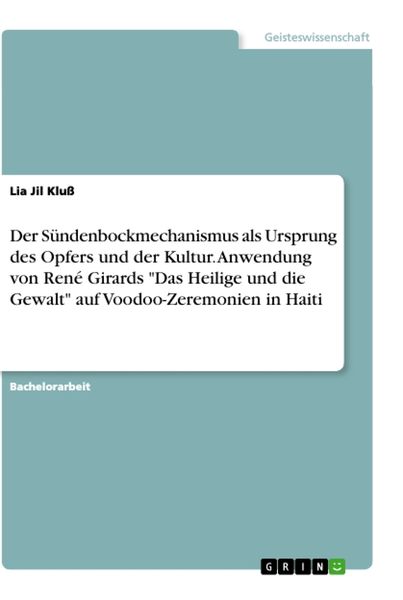 Geisteswissenschaft
Lia Jil Kluß
Der Sündenbockmechanismus als Ursprung
des Opfers und der Kultur. Anwendung
von René Girards "Das Heilige und die
Gewalt" auf Voodoo-Zeremonien in Haiti
Bachelorarbeit
GRIN